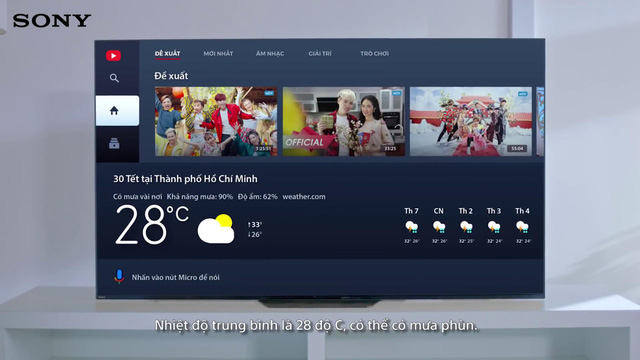 SONY
ĐỀ XUẤT MỚI NHẤT ÂM NHẠC GIẢI TRÍ TRÒ CHƠI
Đề xuất
OFFICIAL
1:25:51 33:25 55:04
30 Tết tại Thành phố Hồ Chí Minh
Có mưa vài nơi Khả năng mưa: 90% Độ ẩm: 62% weather.com
28°C ↑33° ↓26°
Th 7 CN Th 2 Th 3 Th 4
32° 26° 32° 26° 32° 25° 32° 24° 32° 24°
Nhấn vào nút Micro để nói
Nhiệt độ trung bình là 28 độ C, có thể có mưa phùn.